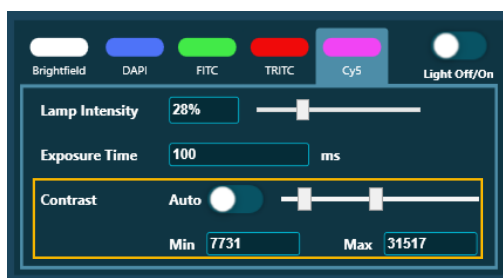 Brightfield DAPI FITC TRITC Cy5 Light Off/On
Lamp Intensity 28%
Exposure Time 100 ms
Contrast Auto
Min 7731 Max 31517